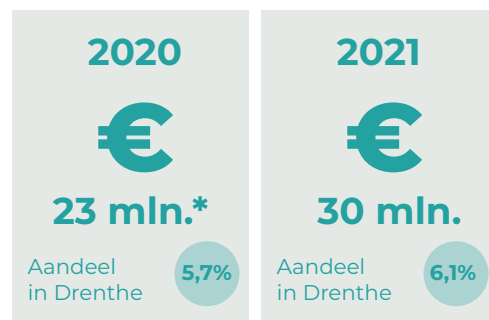 2020
€
23 mln.*
Aandeel
in Drenthe
5,7%
2021
€
30 mln.
Aandeel
in Drenthe
6,1%